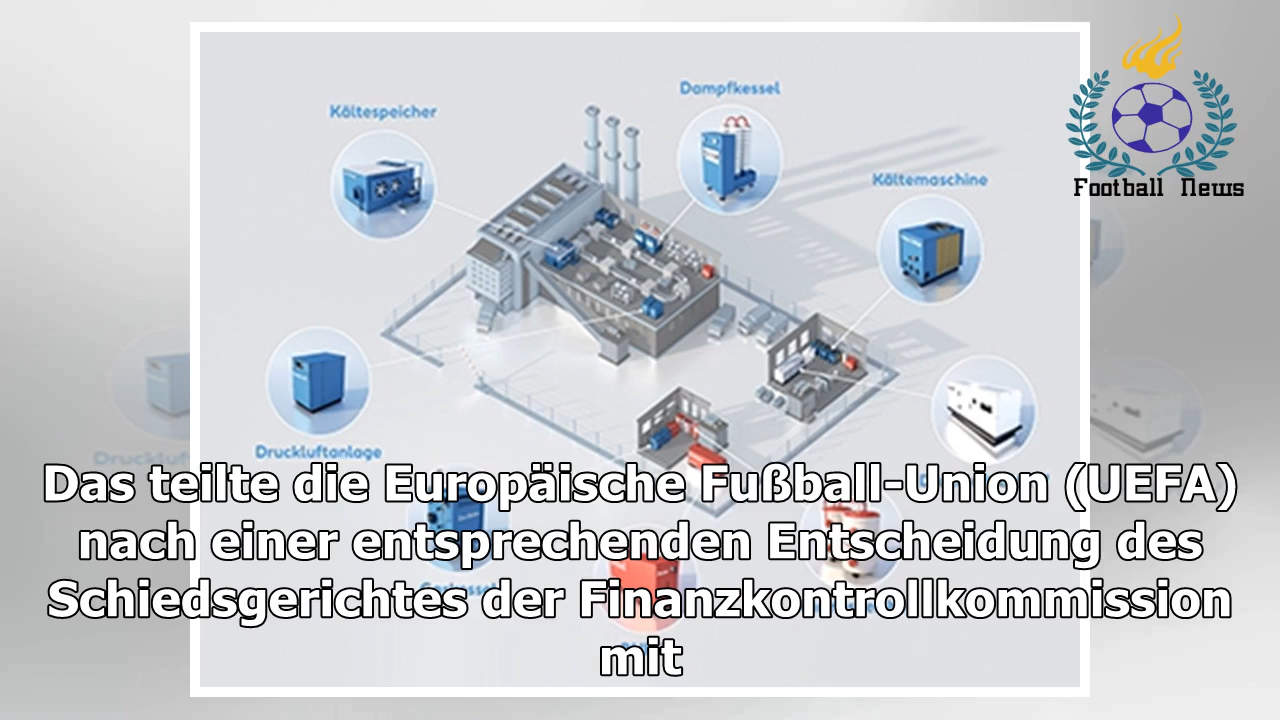 Kältespeicher
Dampfkessel
Kältemaschine
Football News
Druckluftanlage
Das teilte die Europäische Fußball-Union (UEFA)
nach einer entsprechenden Entscheidung des
Schiedsgerichtes der Finanzkontrollkommission
mit